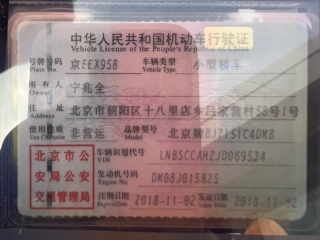 中华人民共和国机动车行驶证
Vehicle License of the People's Republic of China
号牌号码 京EEX958 车辆类型 小型轿车
Plate No. Vehicle Type
所有人 宁兆全
Owner
住址 北京市朝阳区十八里店乡吕家营村58号1号
Address
使用性质 非营运 品牌型号 北京牌BJ7151C4DMB
Use Character Model
北京市公安局公安交通管理局
车辆识别代号 LNBSCCAH2JD069534
VIN
发动机号码 DK08J015825
Engine No.
注册日期 2018-11-02 发证日期 2018-11-02
Register Date Issue Date